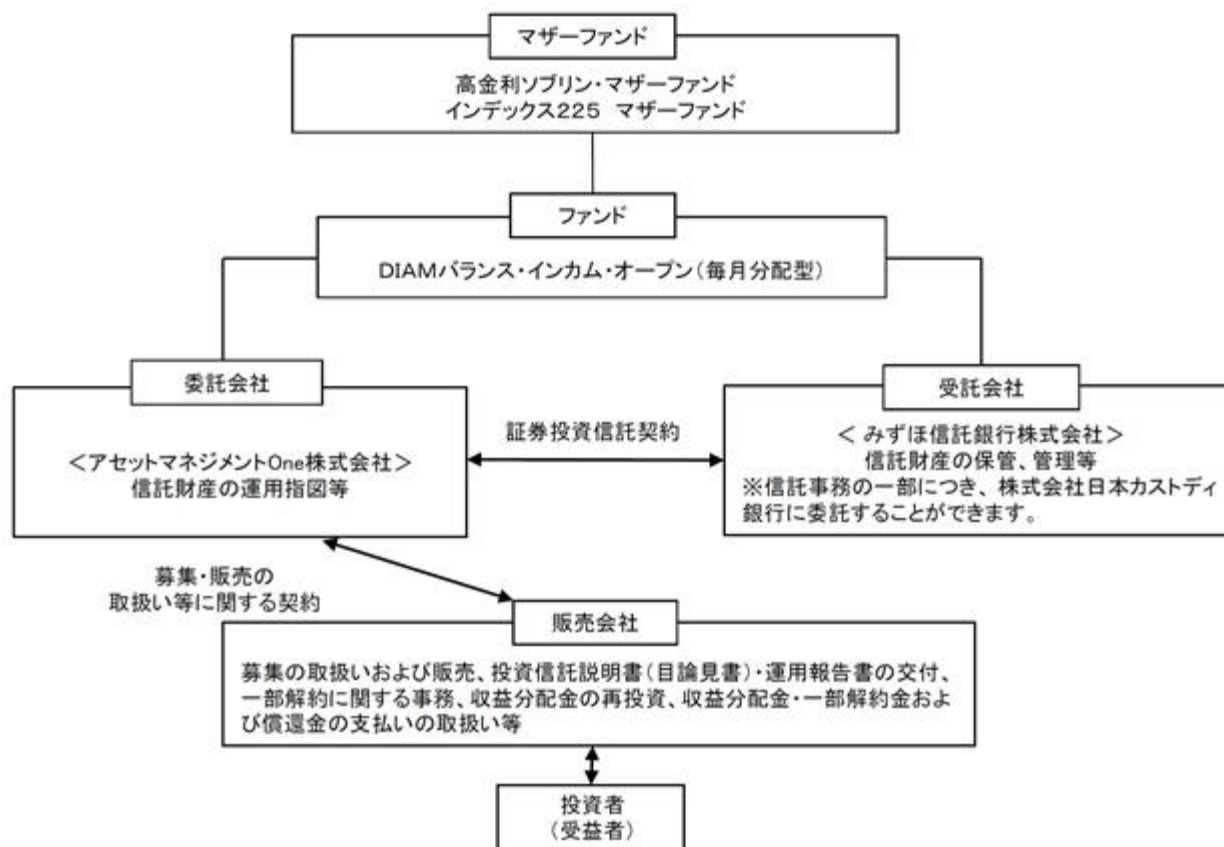 マザーファンド
高金利ソブリン・マザーファンド
インデックス225 マザーファンド
ファンド
DIAMバランス・インカム・オープン(毎月分配型)
委託会社
<アセットマネジメントOne株式会社>
信託財産の運用指図等
証券投資信託契約
受託会社
< みずほ信託銀行株式会社>
信託財産の保管、管理等
※信託事務の一部につき、株式会社日本カストディ
銀行に委託することができます。
募集・販売の
取扱い等に関する契約
販売会社
募集の取扱いおよび販売、投資信託説明書(目論見書)・運用報告書の交付、
一部解約に関する事務、収益分配金の再投資、収益分配金・一部解約金およ
び償還金の支払いの取扱い等
投資者
(受益者)